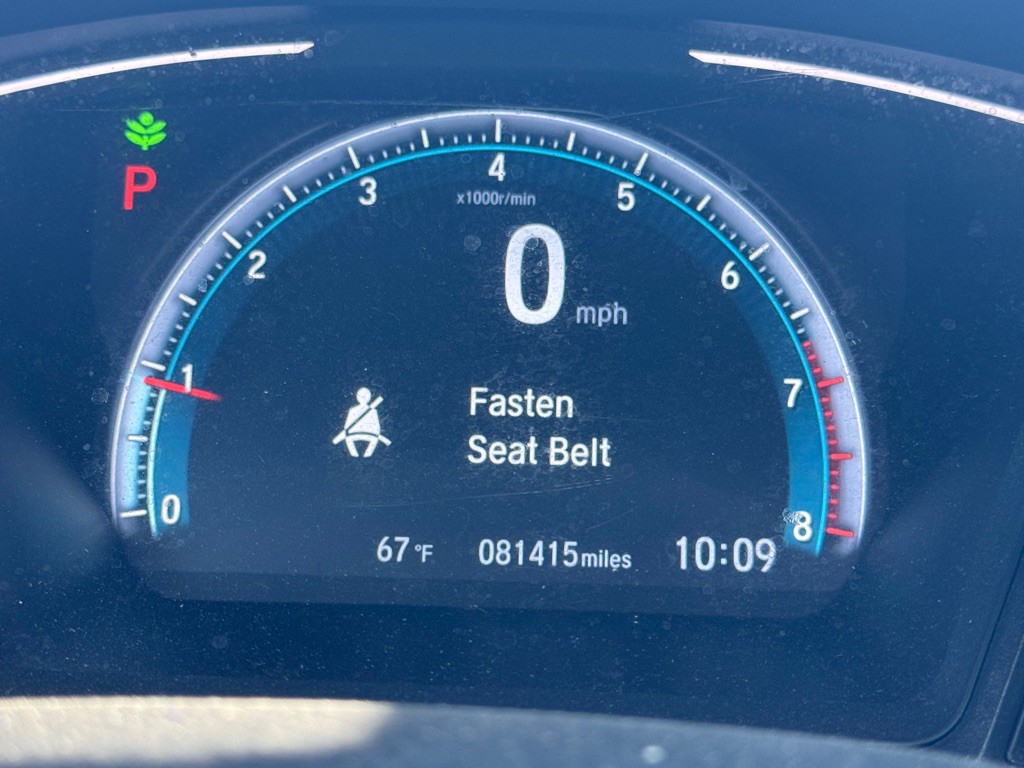 P
0
1
2
3
4
5
6
7
8
x1000r/min
0 mph
Fasten
Seat Belt
67 °F 081415 miles 10:09